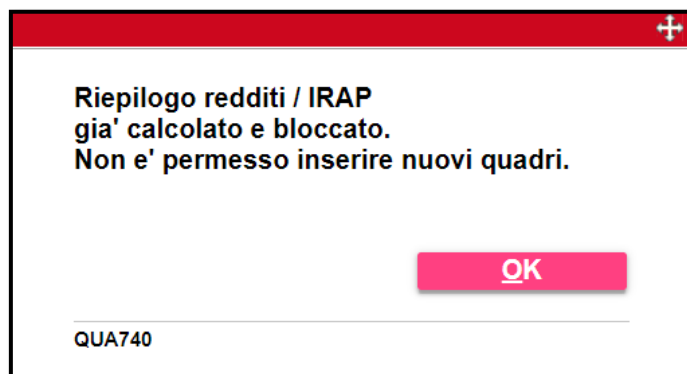 Riepilogo redditi / IRAP
gia' calcolato e bloccato.
Non e' permesso inserire nuovi quadri.
OK
QUA740